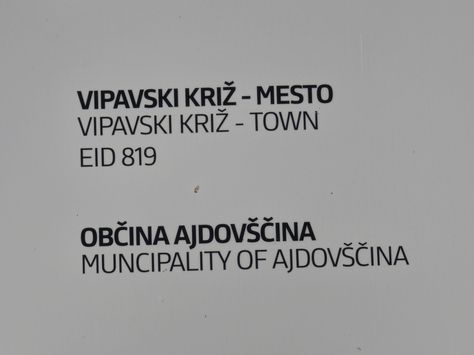 VIPAVSKI KRIŽ - MESTO
VIPAVSKI KRIŽ - TOWN
EID 819
OBČINA AJDOVŠČINA
MUNCIPALITY OF AJDOVŠČINA